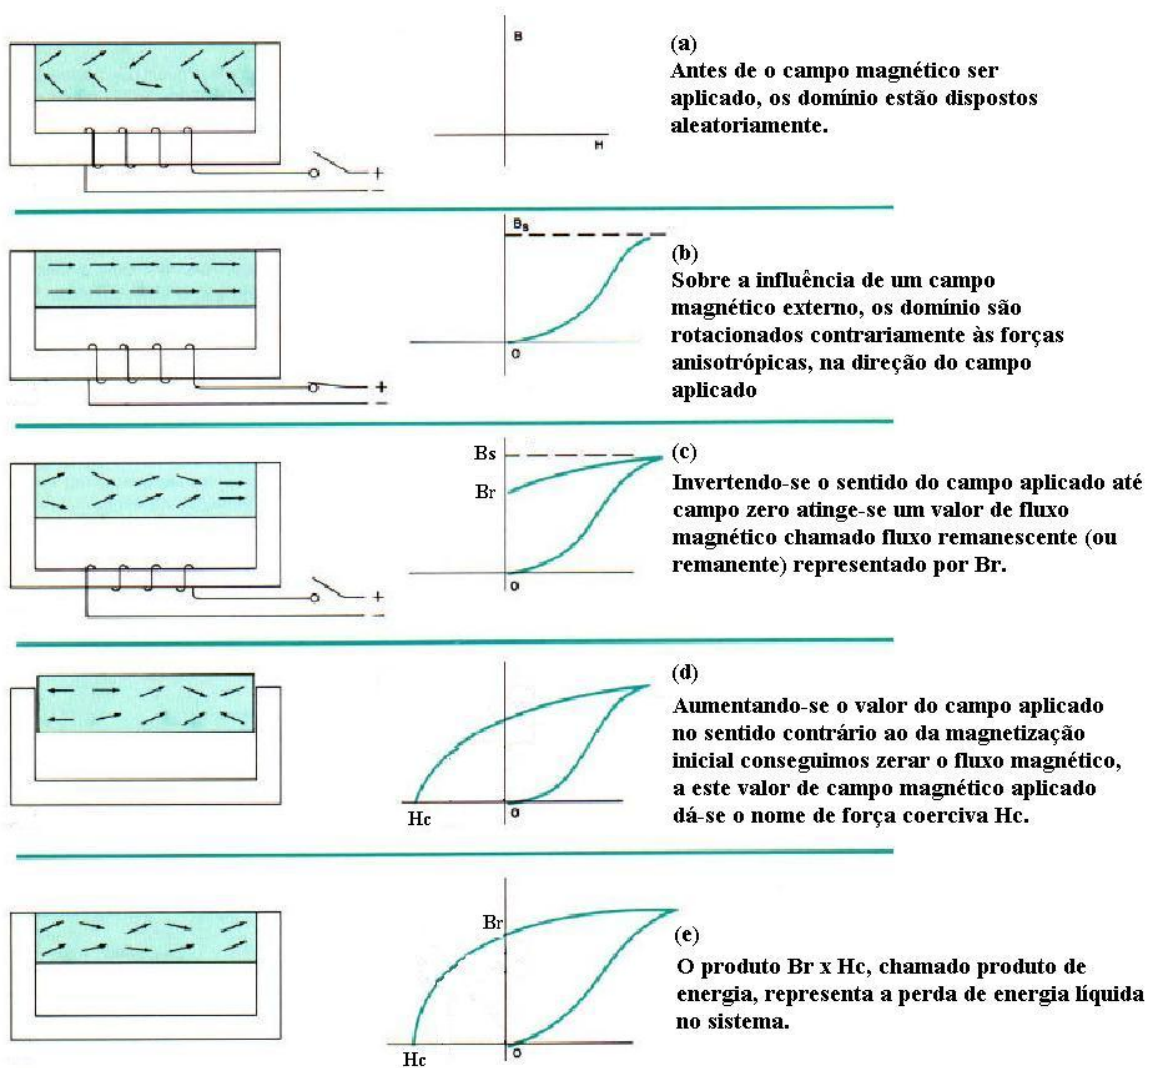 B
H
+
−
(a)
Antes de o campo magnético ser
aplicado, os domínio estão dispostos
aleatoriamente.
Bs
O
+
−
(b)
Sobre a influência de um campo
magnético externo, os domínio são
rotacionados contrariamente às forças
anisotrópicas, na direção do campo
aplicado
Bs
Br
O
+
−
(c)
Invertendo-se o sentido do campo aplicado até
campo zero atinge-se um valor de fluxo
magnético chamado fluxo remanescente (ou
remanente) representado por Br.
Hc
O
(d)
Aumentando-se o valor do campo aplicado
no sentido contrário ao da magnetização
inicial conseguimos zerar o fluxo magnético,
a este valor de campo magnético aplicado
dá-se o nome de força coerciva Hc.
Br
Hc
O
(e)
O produto Br x Hc, chamado produto de
energia, representa a perda de energia líquida
no sistema.